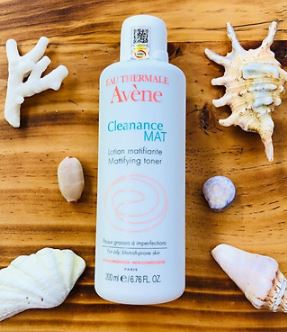 EAU THERMALE
Avène
Cleanance
MAT
Lotion matifiante
Mattifying toner
Peaux grasses à imperfections
For oily, blemish-prone skin
PARIS
200 ml e / 6.76 FL. OZ.